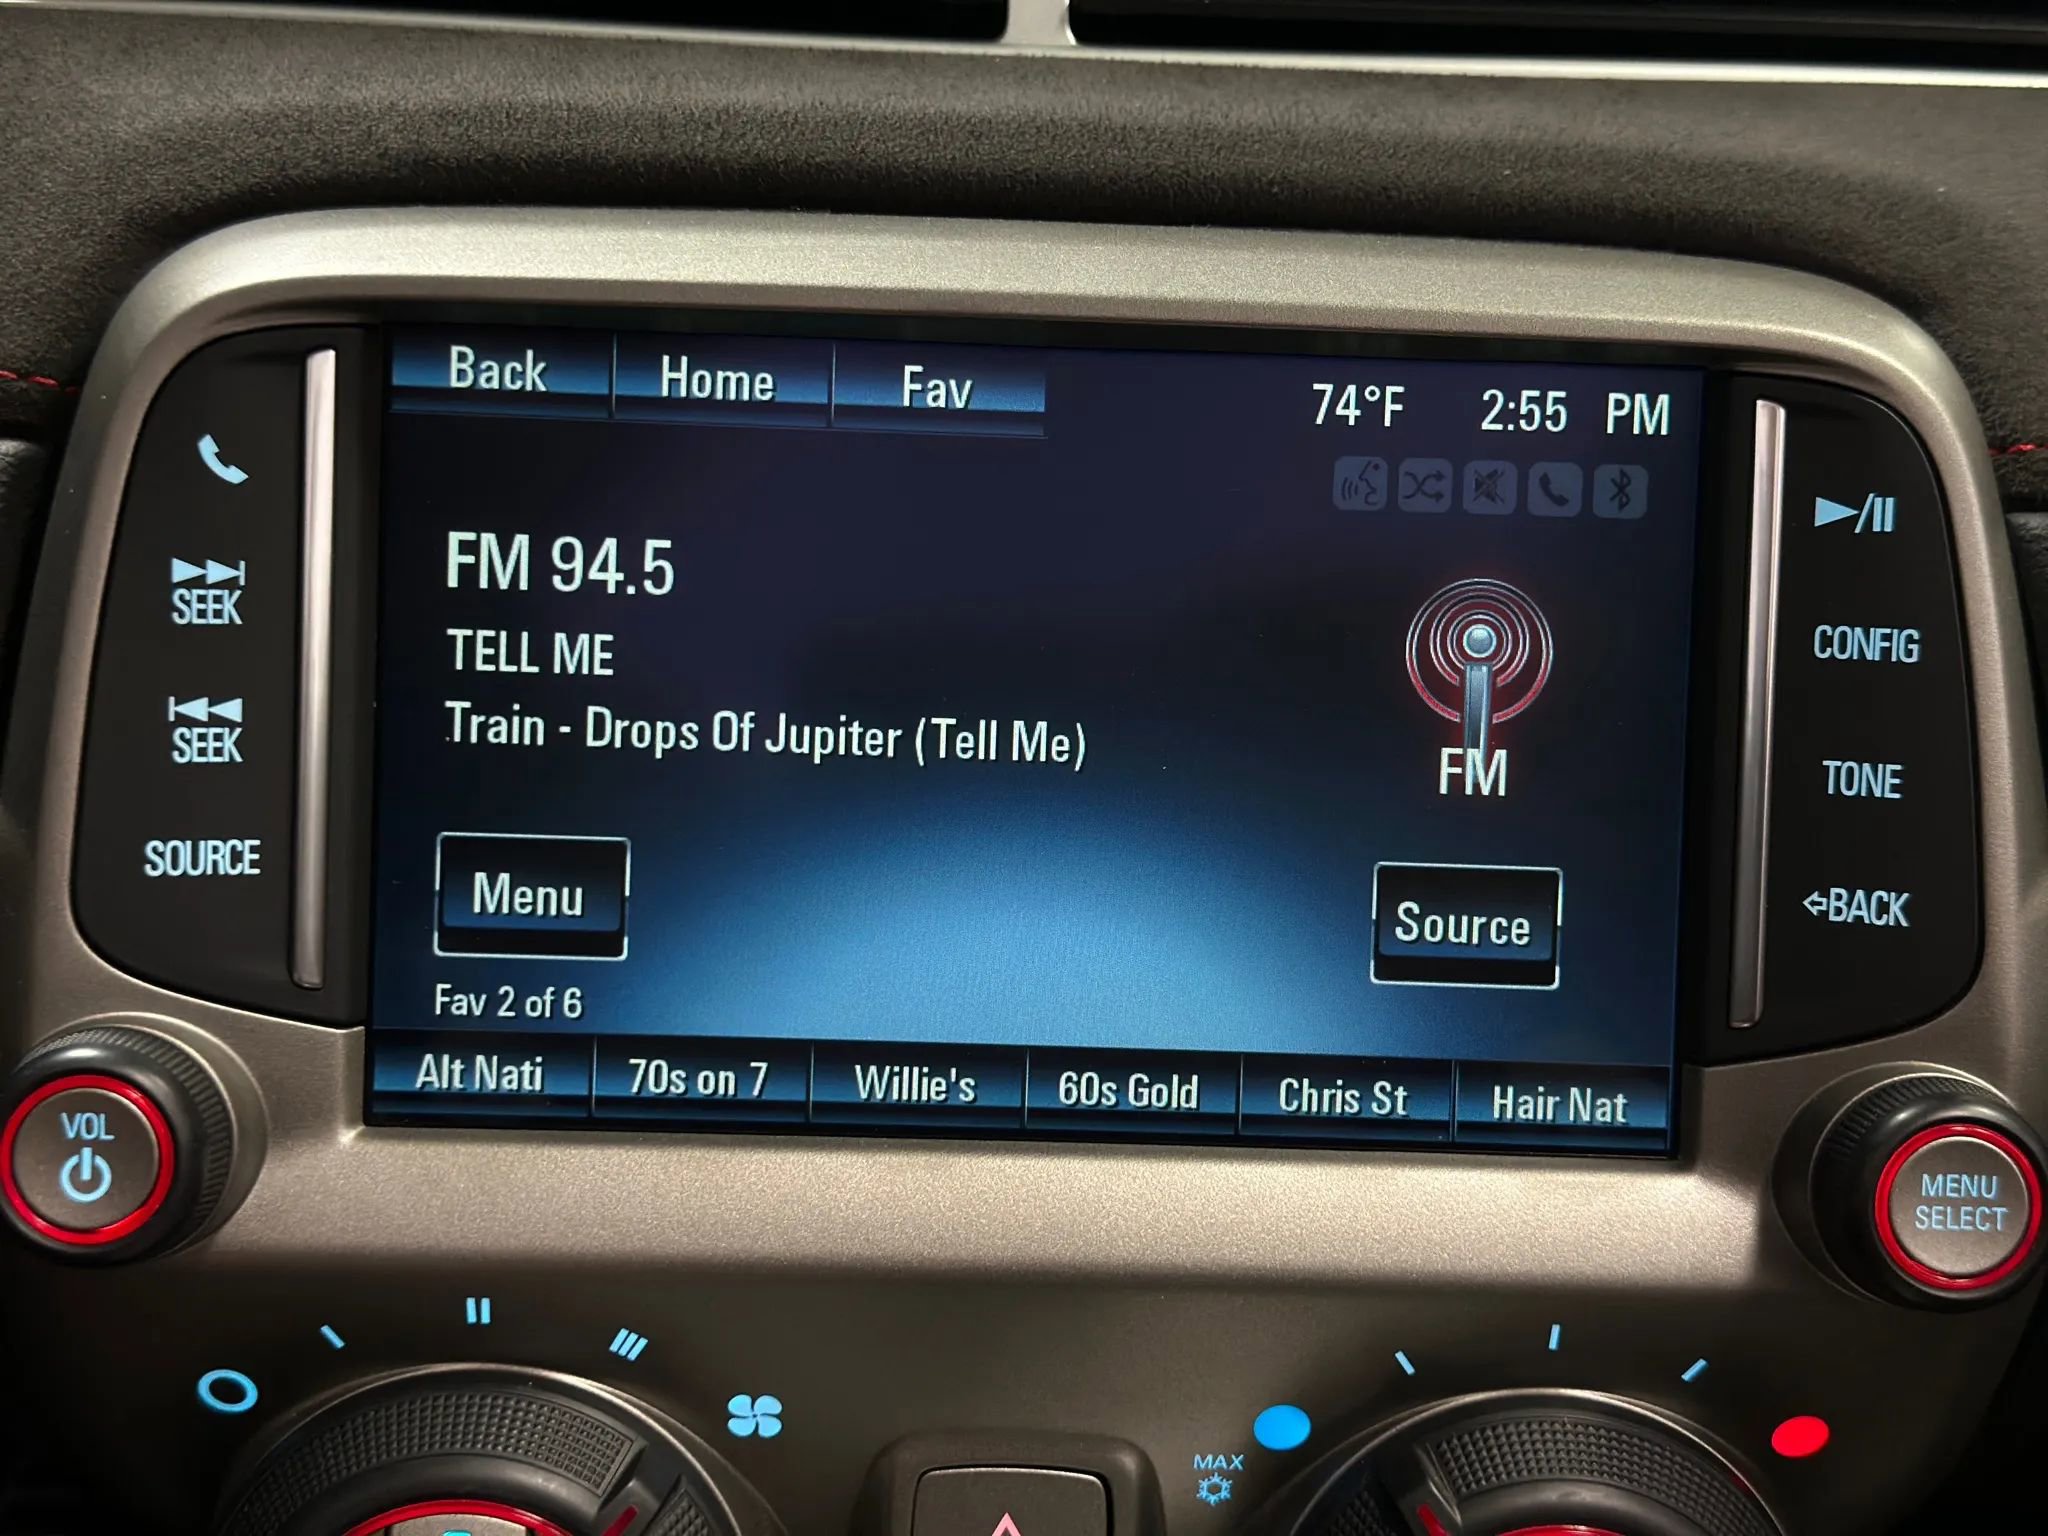 Back Home Fav 74°F 2:55 PM
FM 94.5
TELL ME
Train - Drops Of Jupiter (Tell Me)
FM
Menu
Source
Fav 2 of 6
Alt Nati 70s on 7 Willie's 60s Gold Chris St Hair Nat
SEEK
SEEK
SOURCE
CONFIG
TONE
BACK
VOL
MENU
SELECT
MAX